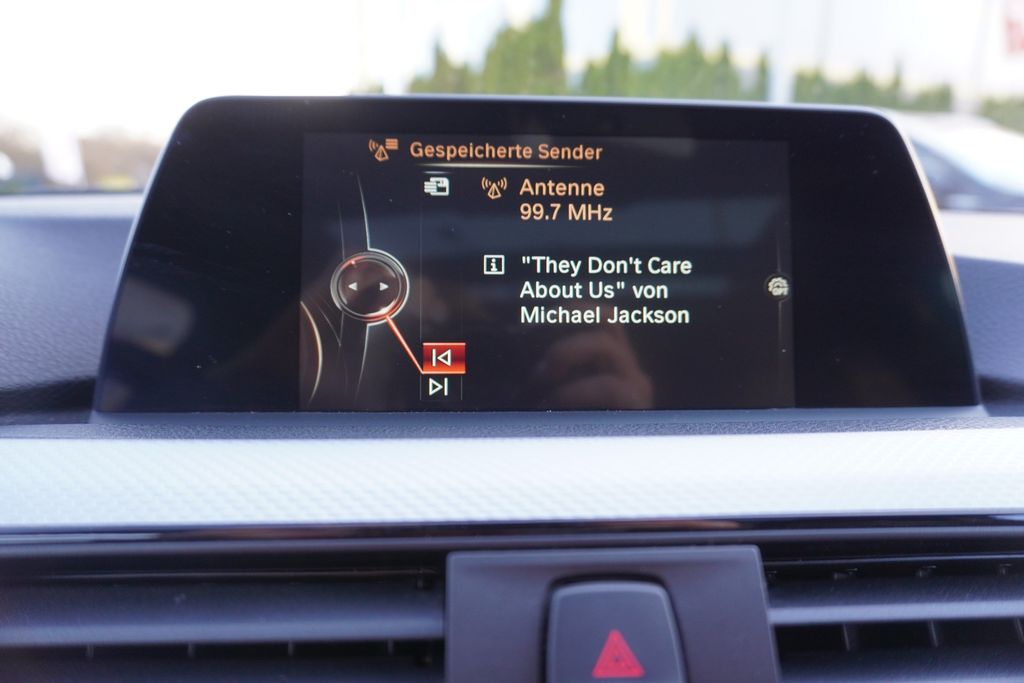 Gespeicherte Sender
Antenne
99.7 MHz
"They Don't Care
About Us" von
Michael Jackson